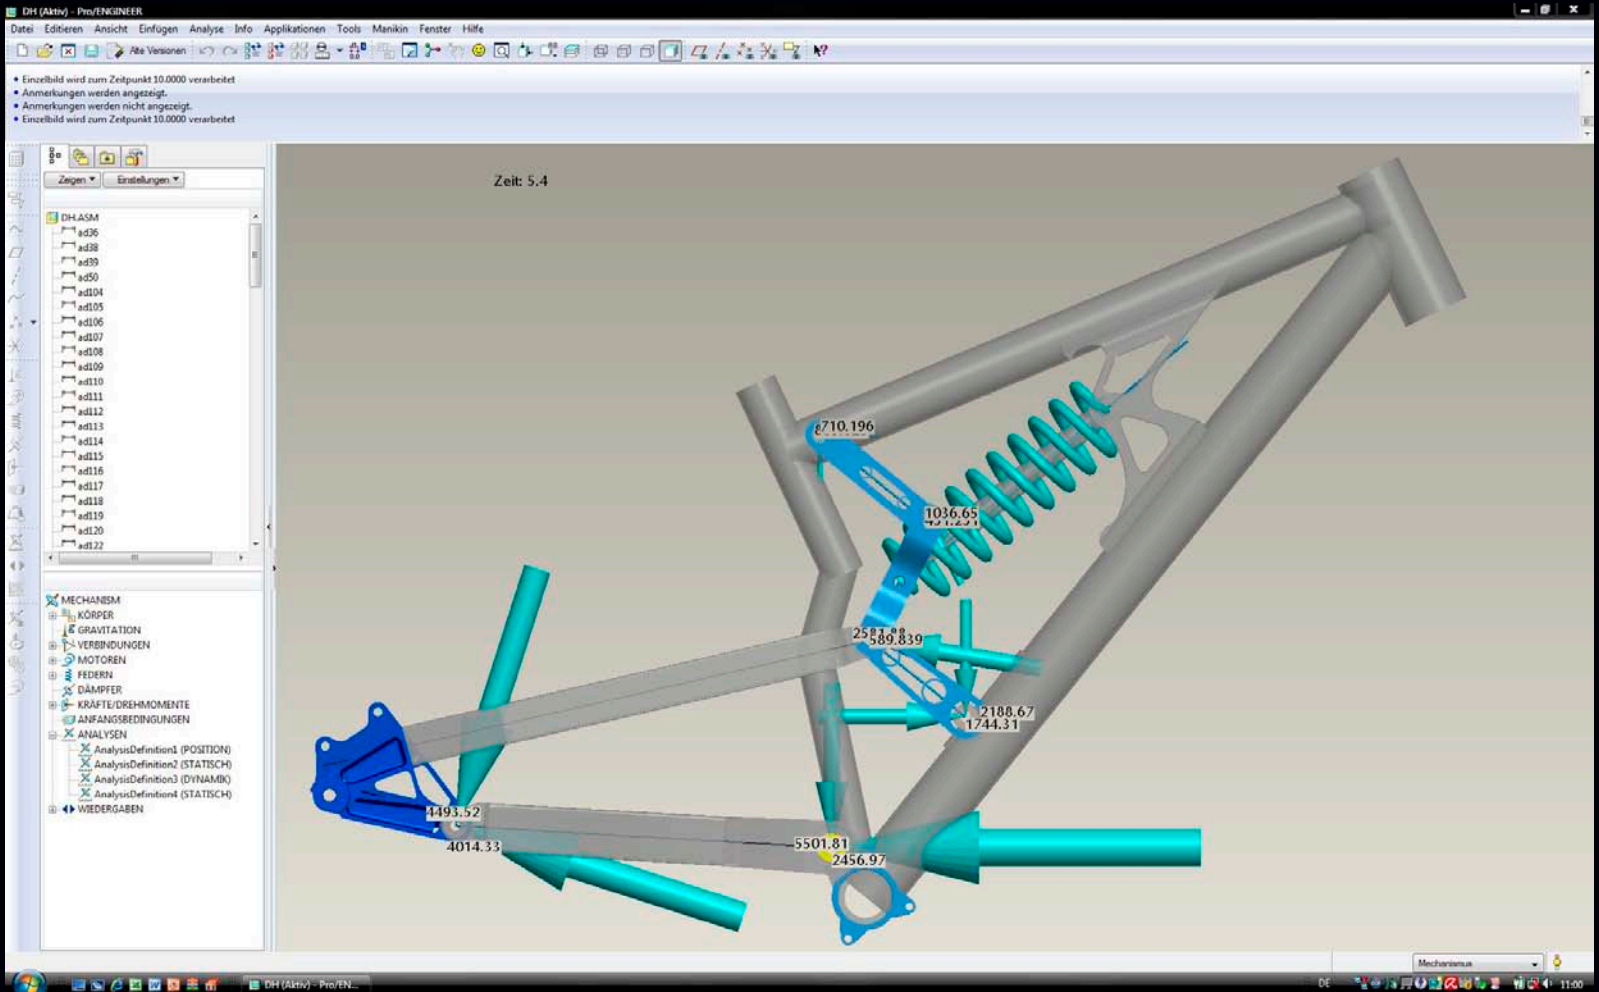 DH (Aktiv) - Pro/ENGINEER
Datei Editieren Ansicht Einfügen Analyse Info Applikationen Tools Manikin Fenster Hilfe
Alte Versionen
• Einzelbild wird zum Zeitpunkt 10.0000 verarbeitet
• Anmerkungen werden angezeigt.
• Anmerkungen werden nicht angezeigt.
• Einzelbild wird zum Zeitpunkt 10.0000 verarbeitet
Zeigen Einstellungen
Zeit: 5.4
DH.ASM
ad36
ad38
ad39
ad50
ad104
ad105
ad106
ad107
ad108
ad109
ad110
ad111
ad112
ad113
ad114
ad115
ad116
ad117
ad118
ad119
ad120
ad122
710.196
1036.65
589.839
2188.67
1744.31
4493.52
4014.33
5501.81
2456.97
MECHANISM
KÖRPER
GRAVITATION
VERBINDUNGEN
MOTOREN
FEDERN
DÄMPFER
KRÄFTE/DREHMOMENTE
ANFANGSBEDINGUNGEN
ANALYSEN
AnalysisDefinition1 (POSITION)
AnalysisDefinition2 (STATISCH)
AnalysisDefinition3 (DYNAMIK)
AnalysisDefinition4 (STATISCH)
WIEDERGABEN
Mechanismus
DH (Aktiv) - Pro/EN...
DE
11:00